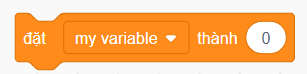 đặt my variable thành 0